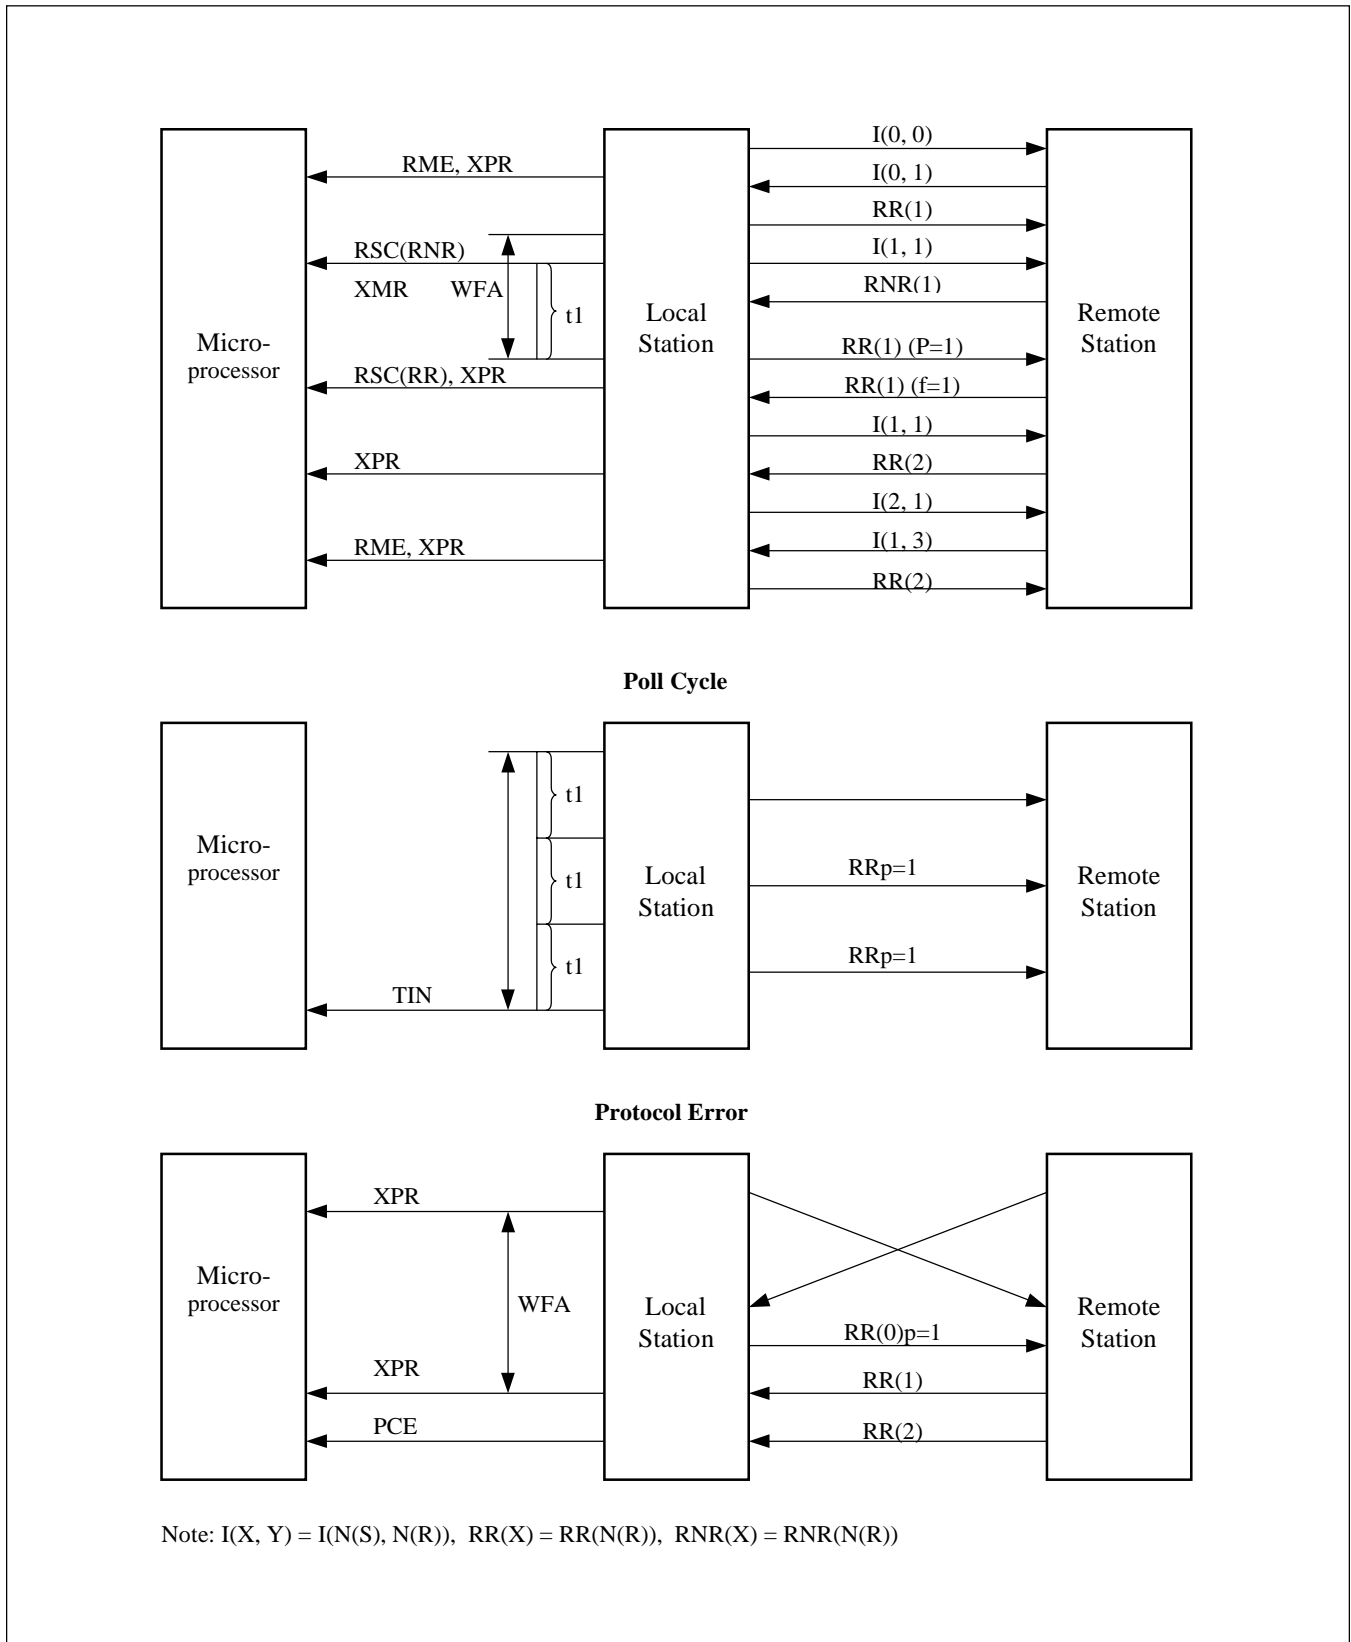 I(0, 0)
RME, XPR
I(0, 1)
RR(1)
RSC(RNR)
I(1, 1)
XMR
WFA
RNR(1)
t1
Local
Station
Remote
Station
Micro-
processor
RR(1) (P=1)
RSC(RR), XPR
RR(1) (f=1)
I(1, 1)
XPR
RR(2)
I(2, 1)
RME, XPR
I(1, 3)
RR(2)
Poll Cycle
t1
Micro-
processor
t1
Local
Station
RRp=1
Remote
Station
t1
RRp=1
TIN
Protocol Error
XPR
Micro-
processor
WFA
Local
Station
Remote
Station
RR(0)p=1
XPR
RR(1)
PCE
RR(2)
Note: I(X, Y) = I(N(S), N(R)), RR(X) = RR(N(R)), RNR(X) = RNR(N(R))